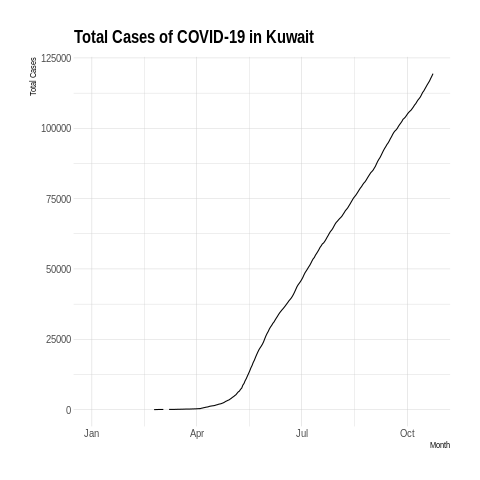 Total Cases of COVID-19 in Kuwait
Total Cases
125000
100000
75000
50000
25000
0
Jan Apr Jul Oct
Month